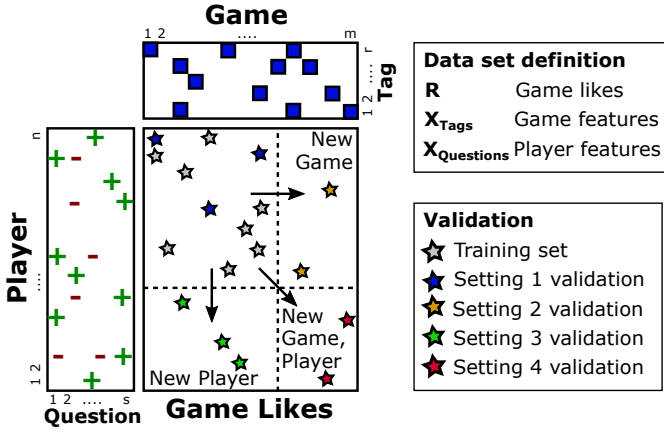 Game
1 2 .... m
1 2 .... r
Tag
Data set definition
R Game likes
X_Tags Game features
X_Questions Player features
Player
1 2 .... n
New
Game
New
Game,
Player
New Player
Validation
Training set
Setting 1 validation
Setting 2 validation
Setting 3 validation
Setting 4 validation
1 2 .... s
Question
Game Likes